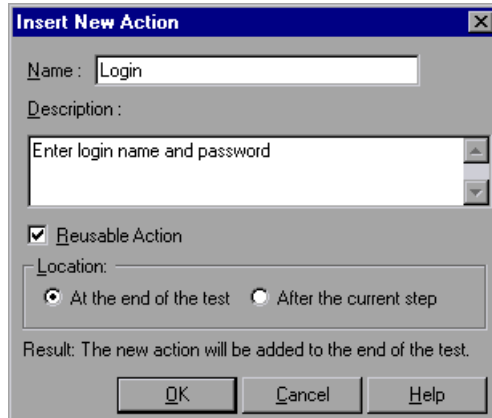 Insert New Action
Name : Login
Description :
Enter login name and password
Reusable Action
Location:
At the end of the test After the current step
Result: The new action will be added to the end of the test.
OK Cancel Help